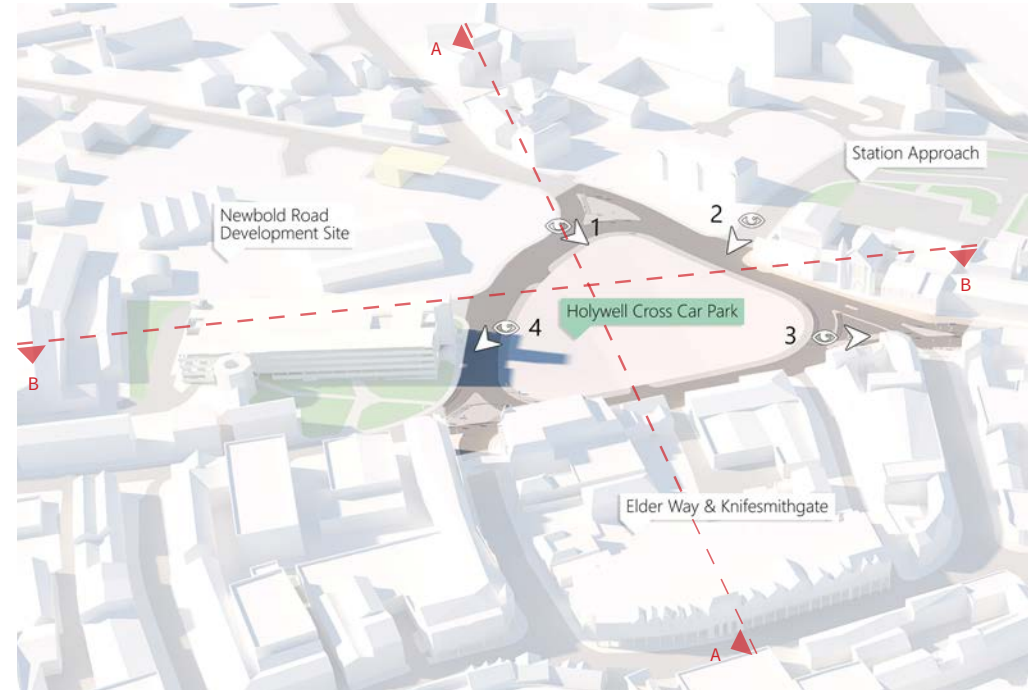 A
Station Approach
2
Newbold Road
Development Site
1
B
Holywell Cross Car Park
4
3
B
Elder Way & Knifesmithgate
A